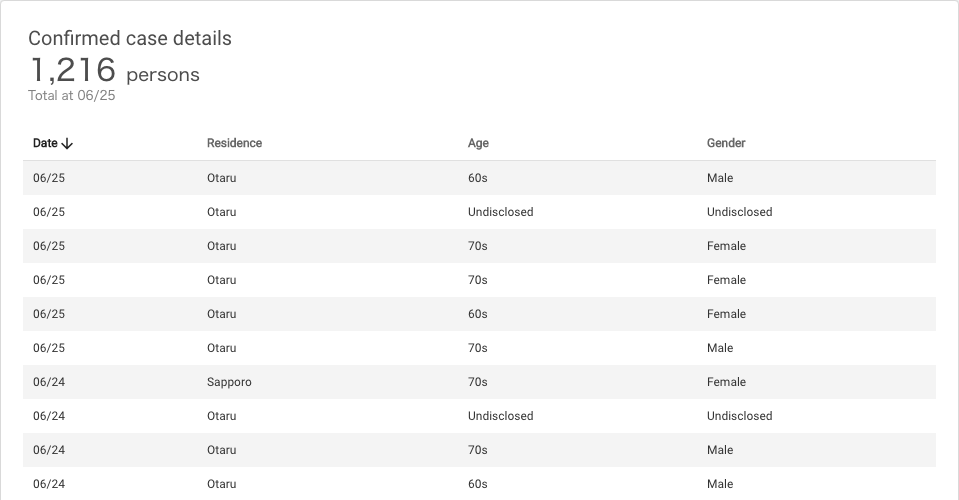 Confirmed case details
1,216 persons
Total at 06/25
Date ↓ Residence Age Gender
06/25 Otaru 60s Male
06/25 Otaru Undisclosed Undisclosed
06/25 Otaru 70s Female
06/25 Otaru 70s Female
06/25 Otaru 60s Female
06/25 Otaru 70s Male
06/24 Sapporo 70s Female
06/24 Otaru Undisclosed Undisclosed
06/24 Otaru 70s Male
06/24 Otaru 60s Male